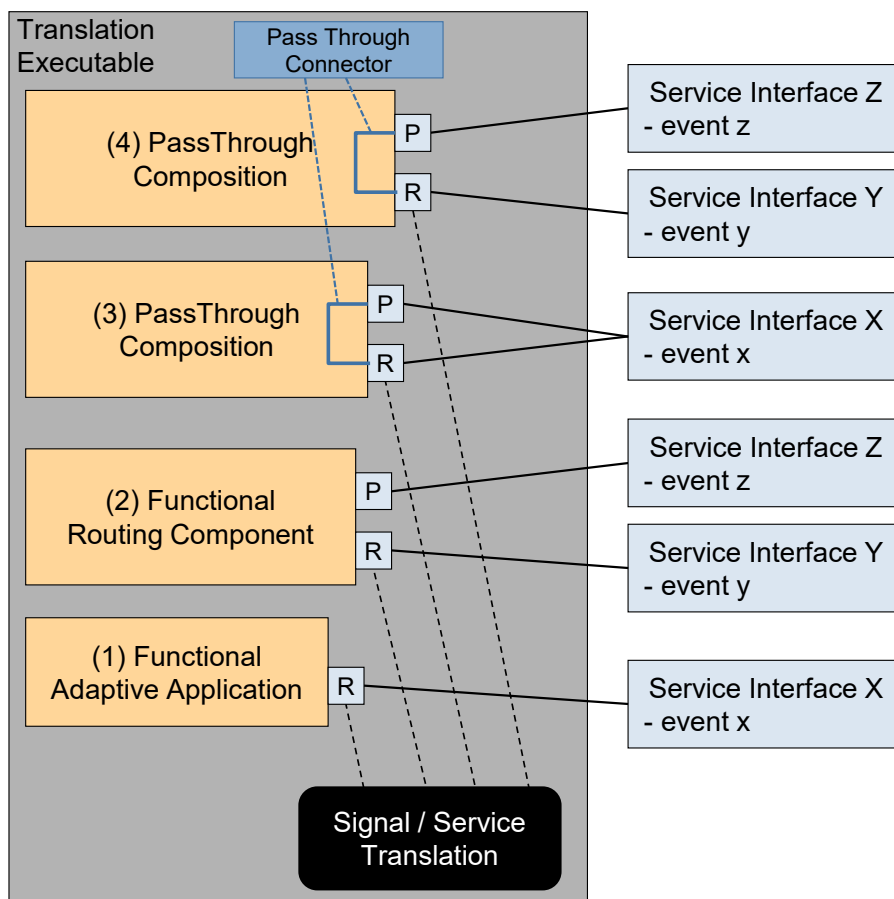 Translation
Executable
Pass Through
Connector
(4) PassThrough
Composition
P
R
Service Interface Z
- event z
Service Interface Y
- event y
(3) PassThrough
Composition
P
R
Service Interface X
- event x
(2) Functional
Routing Component
P
R
Service Interface Z
- event z
Service Interface Y
- event y
(1) Functional
Adaptive Application
R
Service Interface X
- event x
Signal / Service
Translation